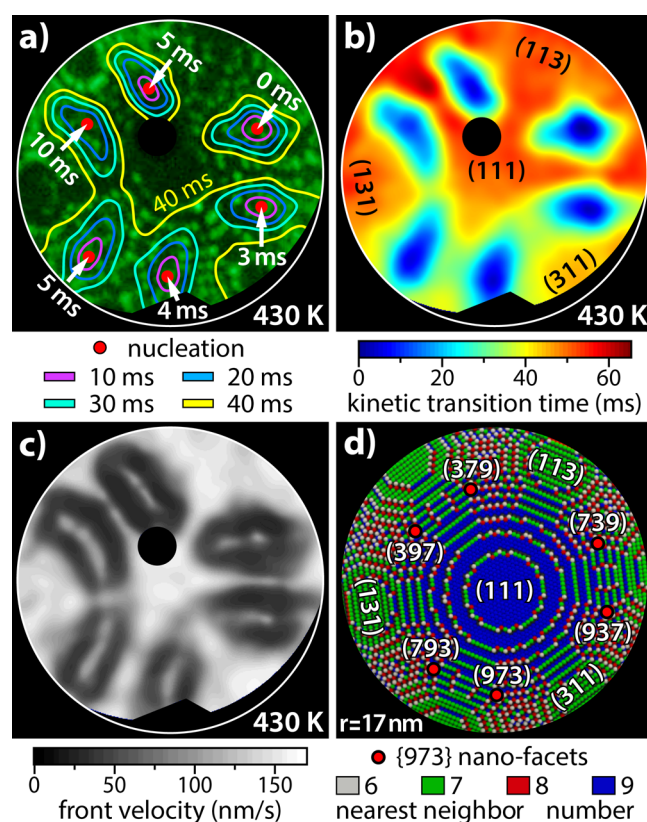 a)
5 ms
0 ms
10 ms
40 ms
3 ms
5 ms
4 ms
430 K
nucleation
10 ms
20 ms
30 ms
40 ms
b)
(113)
(111)
(131)
(311)
430 K
0
20
40
60
kinetic transition time (ms)
c)
430 K
0
50
100
150
front velocity (nm/s)
d)
(379)
(113)
(739)
(397)
(111)
(131)
(937)
(793)
(973)
(311)
r=17nm
{973} nano-facets
6
7
8
9
nearest neighbor number